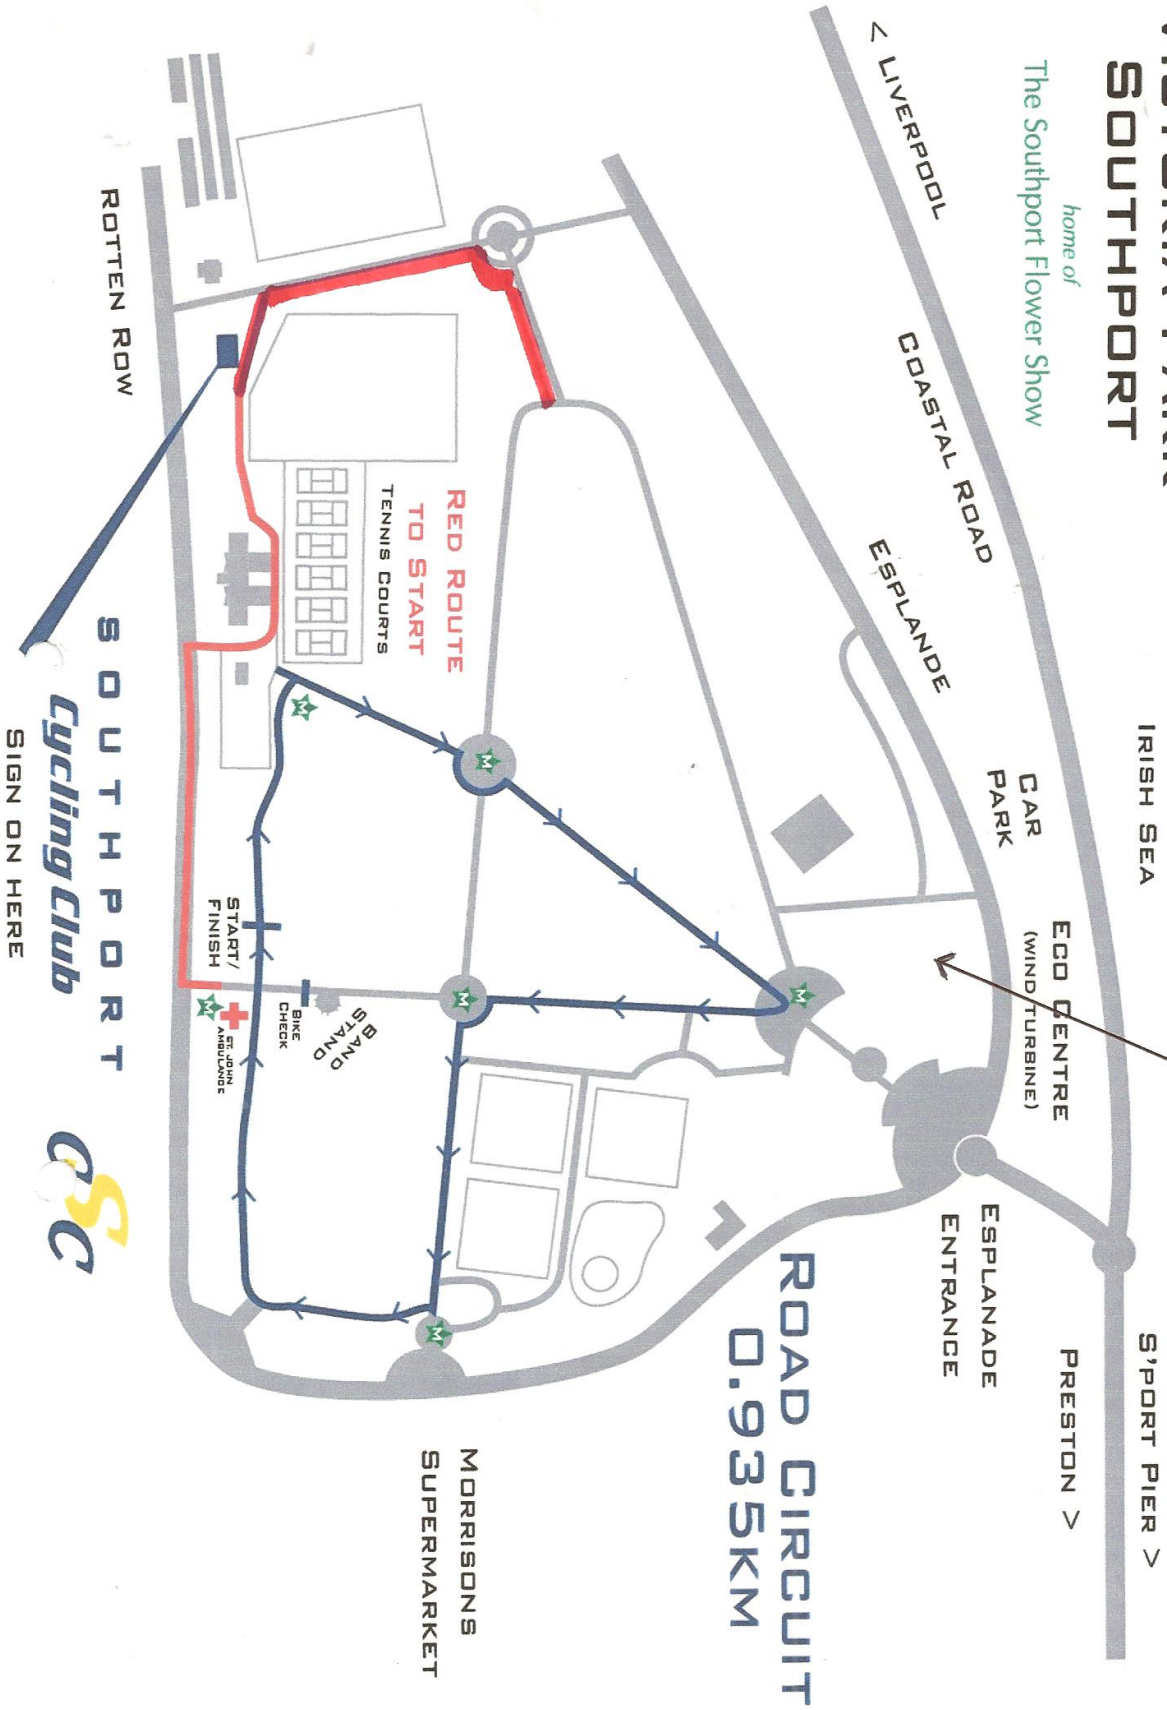 SOUTHPORT
home of
The Southport Flower Show
< LIVERPOOL
COASTAL ROAD
ESPLANDE
IRISH SEA
CAR
PARK
ECO CENTRE
(WIND TURBINE)
S'PORT PIER >
PRESTON >
ESPLANADE
ENTRANCE
ROAD CIRCUIT
0.935KM
RED ROUTE
TO START
TENNIS COURTS
M
M
M
M
M
M
BAND
STAND
BIKE
CHECK
START/
FINISH
ST. JOHN
AMBULANCE
MORRISONS
SUPERMARKET
ROTTEN ROW
SOUTHPORT
Cycling Club
SIGN ON HERE
CSC